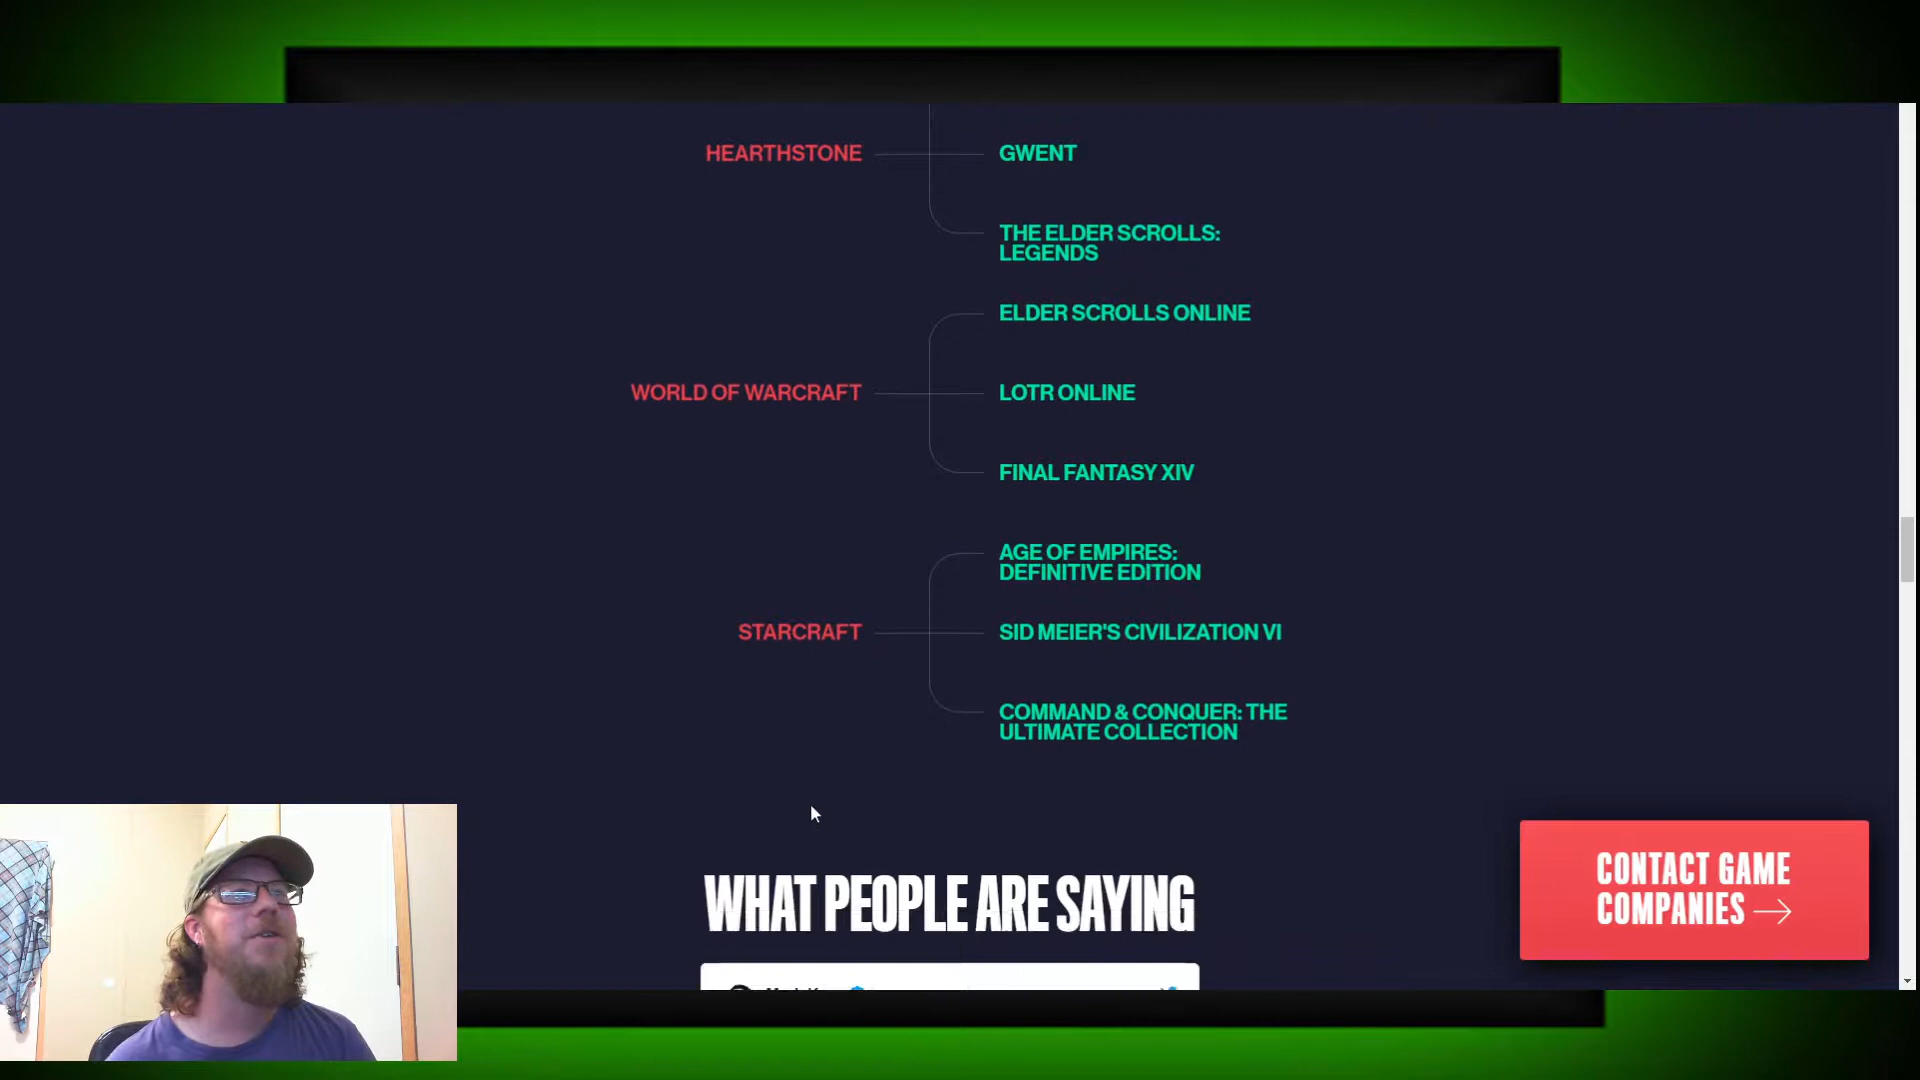 HEARTHSTONE
GWENT
THE ELDER SCROLLS:
LEGENDS
ELDER SCROLLS ONLINE
WORLD OF WARCRAFT
LOTR ONLINE
FINAL FANTASY XIV
AGE OF EMPIRES:
DEFINITIVE EDITION
STARCRAFT
SID MEIER'S CIVILIZATION VI
COMMAND & CONQUER: THE
ULTIMATE COLLECTION
WHAT PEOPLE ARE SAYING
CONTACT GAME
COMPANIES →